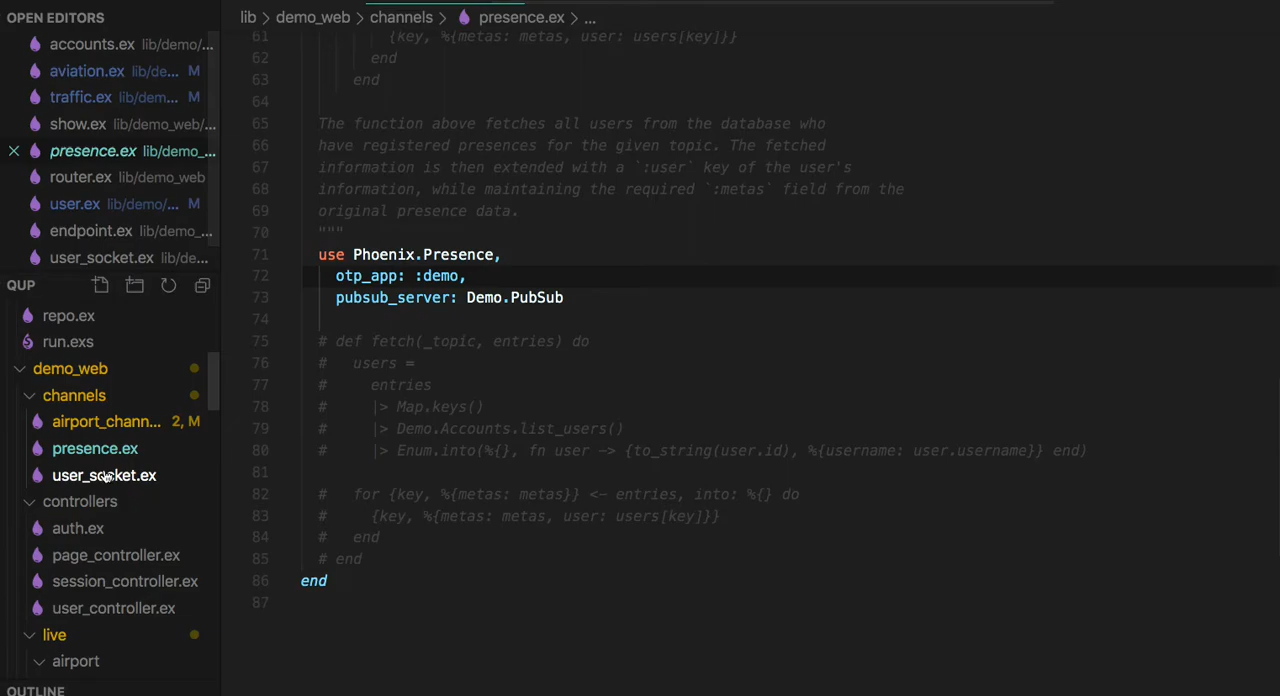 OPEN EDITORS
accounts.ex lib/demo/...
aviation.ex lib/de... M
traffic.ex lib/dem... M
show.ex lib/demo_web/...
presence.ex lib/demo_...
router.ex lib/demo_web
user.ex lib/demo/... M
endpoint.ex lib/demo_...
user_socket.ex lib/de...
QUP
repo.ex
run.exs
demo_web
channels
airport_chann... 2, M
presence.ex
user_socket.ex
controllers
auth.ex
page_controller.ex
session_controller.ex
user_controller.ex
live
airport
OUTLINE
lib > demo_web > channels > presence.ex > ...
61 {key, %{metas: metas, user: users[key]}}
62 end
63 end
64
65 The function above fetches all users from the database who
66 have registered presences for the given topic. The fetched
67 information is then extended with a `:user` key of the user's
68 information, while maintaining the required `:metas` field from the
69 original presence data.
70 """
71 use Phoenix.Presence,
72 otp_app: :demo,
73 pubsub_server: Demo.PubSub
74
75 # def fetch(_topic, entries) do
76 # users =
77 # entries
78 # |> Map.keys()
79 # |> Demo.Accounts.list_users()
80 # |> Enum.into(%{}, fn user -> {to_string(user.id), %{username: user.username}} end)
81
82 # for {key, %{metas: metas}} <- entries, into: %{} do
83 # {key, %{metas: metas, user: users[key]}}
84 # end
85 # end
86 end
87